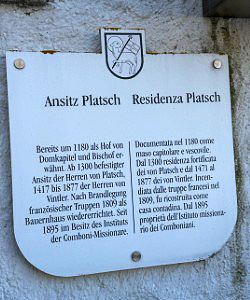 Ansitz Platsch
Bereits um 1180 als Hof von
Domkapitel und Bischof er-
wähnt. Ab 1300 befestigter
Ansitz der Herren von Platsch,
1417 bis 1877 der Herren von
Vintler. Nach Brandlegung
französischer Truppen 1809 als
Bauernhaus wiedererrichtet. Seit
1895 im Besitz des Instituts
der Comboni-Missionare.
Residenza Platsch
Documentata nel 1180 come
maso capitolare e vescovile.
Dal 1300 residenza fortificata
dei von Platsch e dal 1471 al
1877 dei von Vintler. Incen-
diata dalle truppe francesi nel
1809, fu ricostruita come
casa contadina. Dal 1895
proprietà dell'Istituto missiona-
rio dei Comboniani.